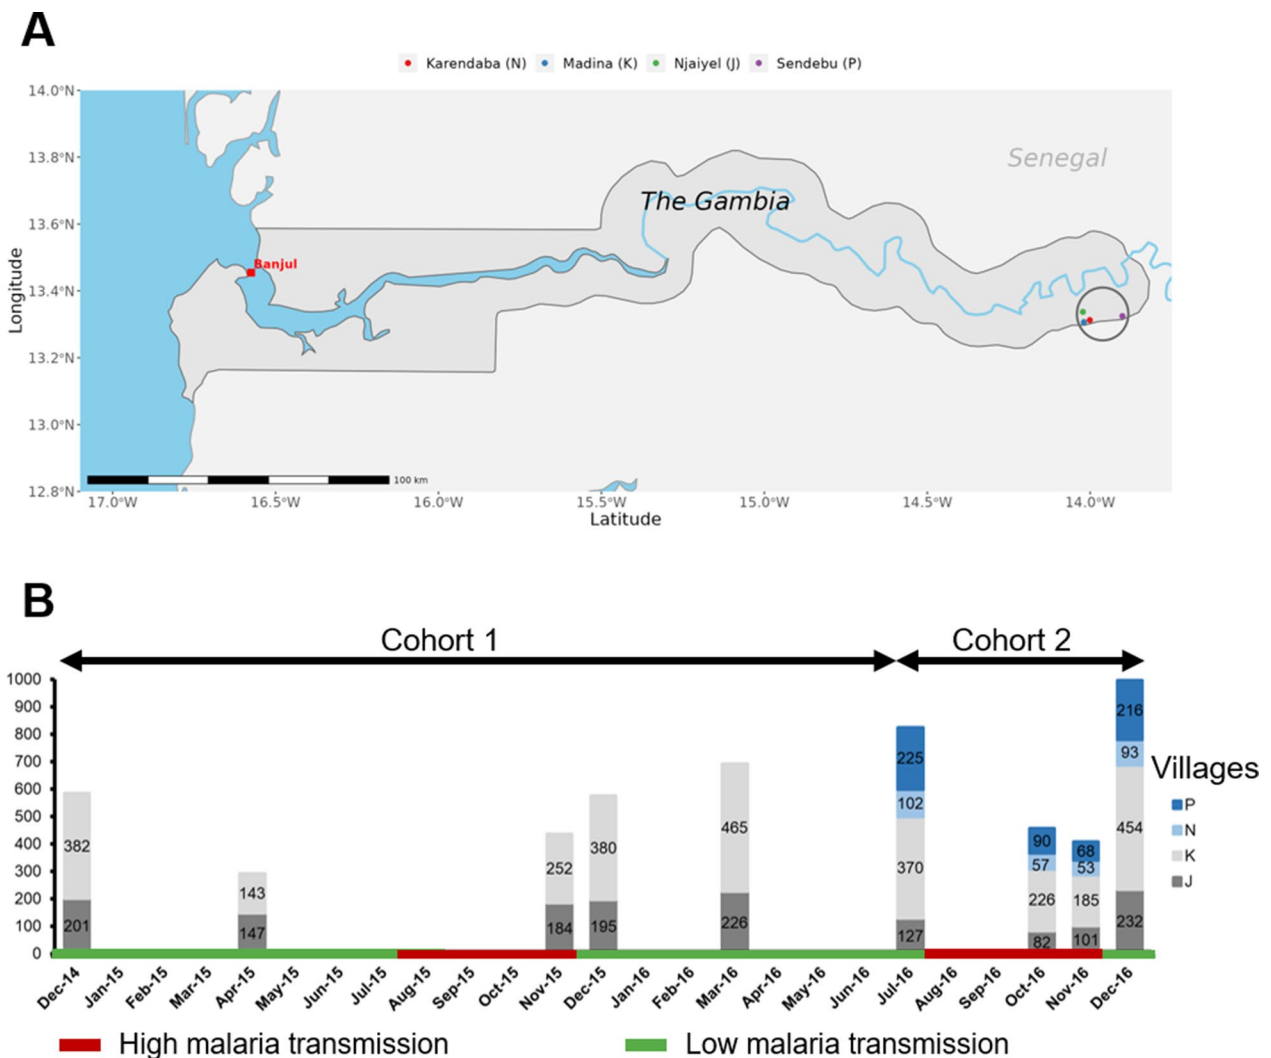 A
Karendaba (N) Madina (K) Njaiyel (J) Sendebu (P)
14.0°N
13.8°N
13.6°N
13.4°N
13.2°N
13.0°N
12.8°N
Longitude
Senegal
The Gambia
Banjul
100 km
17.0°W 16.5°W 16.0°W 15.5°W 15.0°W 14.5°W 14.0°W
Latitude
B
Cohort 1 Cohort 2
1000
900
800
700
600
500
400
300
200
100
0
382
201
143
147
252
184
380
195
465
226
225
102
370
127
90
57
226
82
68
53
185
101
216
93
454
232
Villages
P
N
K
J
Dec-14 Jan-15 Feb-15 Mar-15 Apr-15 May-15 Jun-15 Jul-15 Aug-15 Sep-15 Oct-15 Nov-15 Dec-15 Jan-16 Feb-16 Mar-16 Apr-16 May-16 Jun-16 Jul-16 Aug-16 Sep-16 Oct-16 Nov-16 Dec-16
High malaria transmission Low malaria transmission